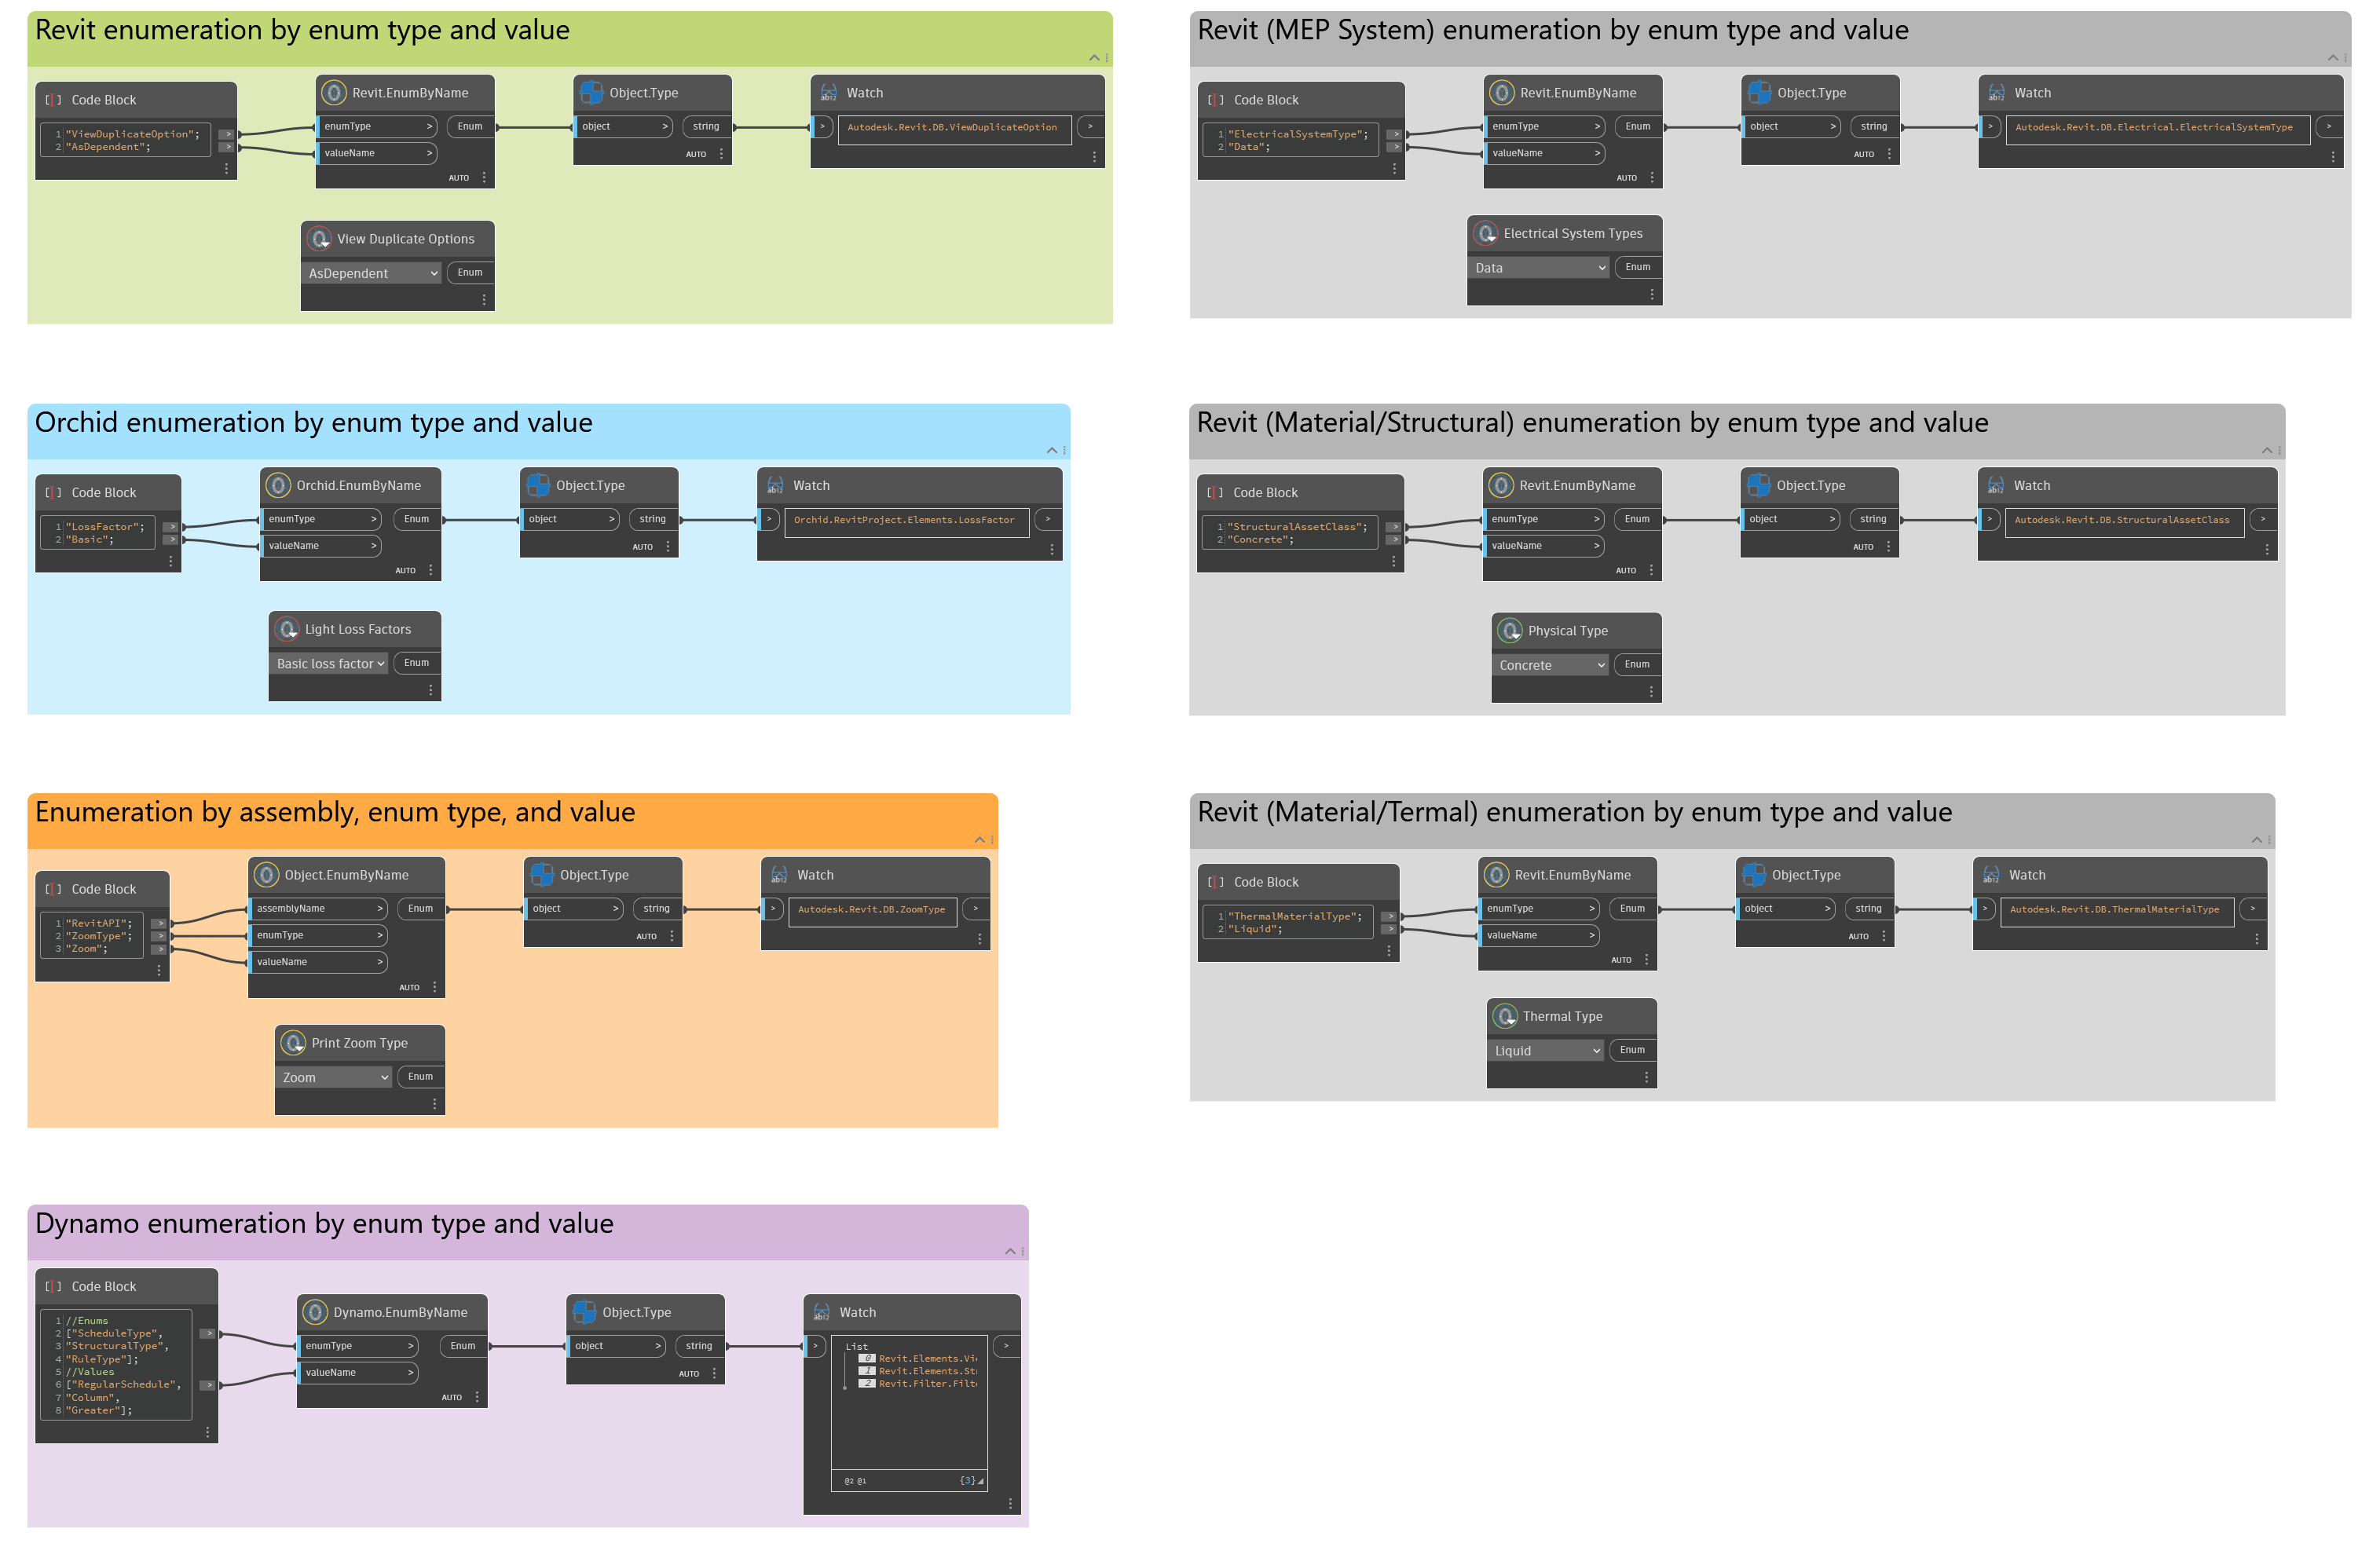 Revit enumeration by enum type and value
Code Block
1 "ViewDuplicateOption"; >
2 "AsDependent"; >
Revit.EnumByName
enumType > Enum
valueName >
AUTO
Object.Type
object > string
AUTO
Watch
> Autodesk.Revit.DB.ViewDuplicateOption >
View Duplicate Options
AsDependent Enum
Revit (MEP System) enumeration by enum type and value
Code Block
1 "ElectricalSystemType"; >
2 "Data"; >
Revit.EnumByName
enumType > Enum
valueName >
AUTO
Object.Type
object > string
AUTO
Watch
> Autodesk.Revit.DB.Electrical.ElectricalSystemType >
Electrical System Types
Data Enum
Orchid enumeration by enum type and value
Code Block
1 "LossFactor"; >
2 "Basic"; >
Orchid.EnumByName
enumType > Enum
valueName >
AUTO
Object.Type
object > string
AUTO
Watch
> Orchid.RevitProject.Elements.LossFactor >
Light Loss Factors
Basic loss factor Enum
Revit (Material/Structural) enumeration by enum type and value
Code Block
1 "StructuralAssetClass"; >
2 "Concrete"; >
Revit.EnumByName
enumType > Enum
valueName >
AUTO
Object.Type
object > string
AUTO
Watch
> Autodesk.Revit.DB.StructuralAssetClass >
Physical Type
Concrete Enum
Enumeration by assembly, enum type, and value
Code Block
1 "RevitAPI"; >
2 "ZoomType"; >
3 "Zoom"; >
Object.EnumByName
assemblyName > Enum
enumType >
valueName >
AUTO
Object.Type
object > string
AUTO
Watch
> Autodesk.Revit.DB.ZoomType >
Print Zoom Type
Zoom Enum
Revit (Material/Termal) enumeration by enum type and value
Code Block
1 "ThermalMaterialType"; >
2 "Liquid"; >
Revit.EnumByName
enumType > Enum
valueName >
AUTO
Object.Type
object > string
AUTO
Watch
> Autodesk.Revit.DB.ThermalMaterialType >
Thermal Type
Liquid Enum
Dynamo enumeration by enum type and value
Code Block
1 //Enums
2 ["ScheduleType", >
3 "StructuralType",
4 "RuleType"];
5 //Values
6 ["RegularSchedule", >
7 "Column",
8 "Greater"];
Dynamo.EnumByName
enumType > Enum
valueName >
AUTO
Object.Type
object > string
AUTO
Watch
> List >
0 Revit.Elements.Vi
1 Revit.Elements.St
2 Revit.Filter.Filt
@2 @1 {3}